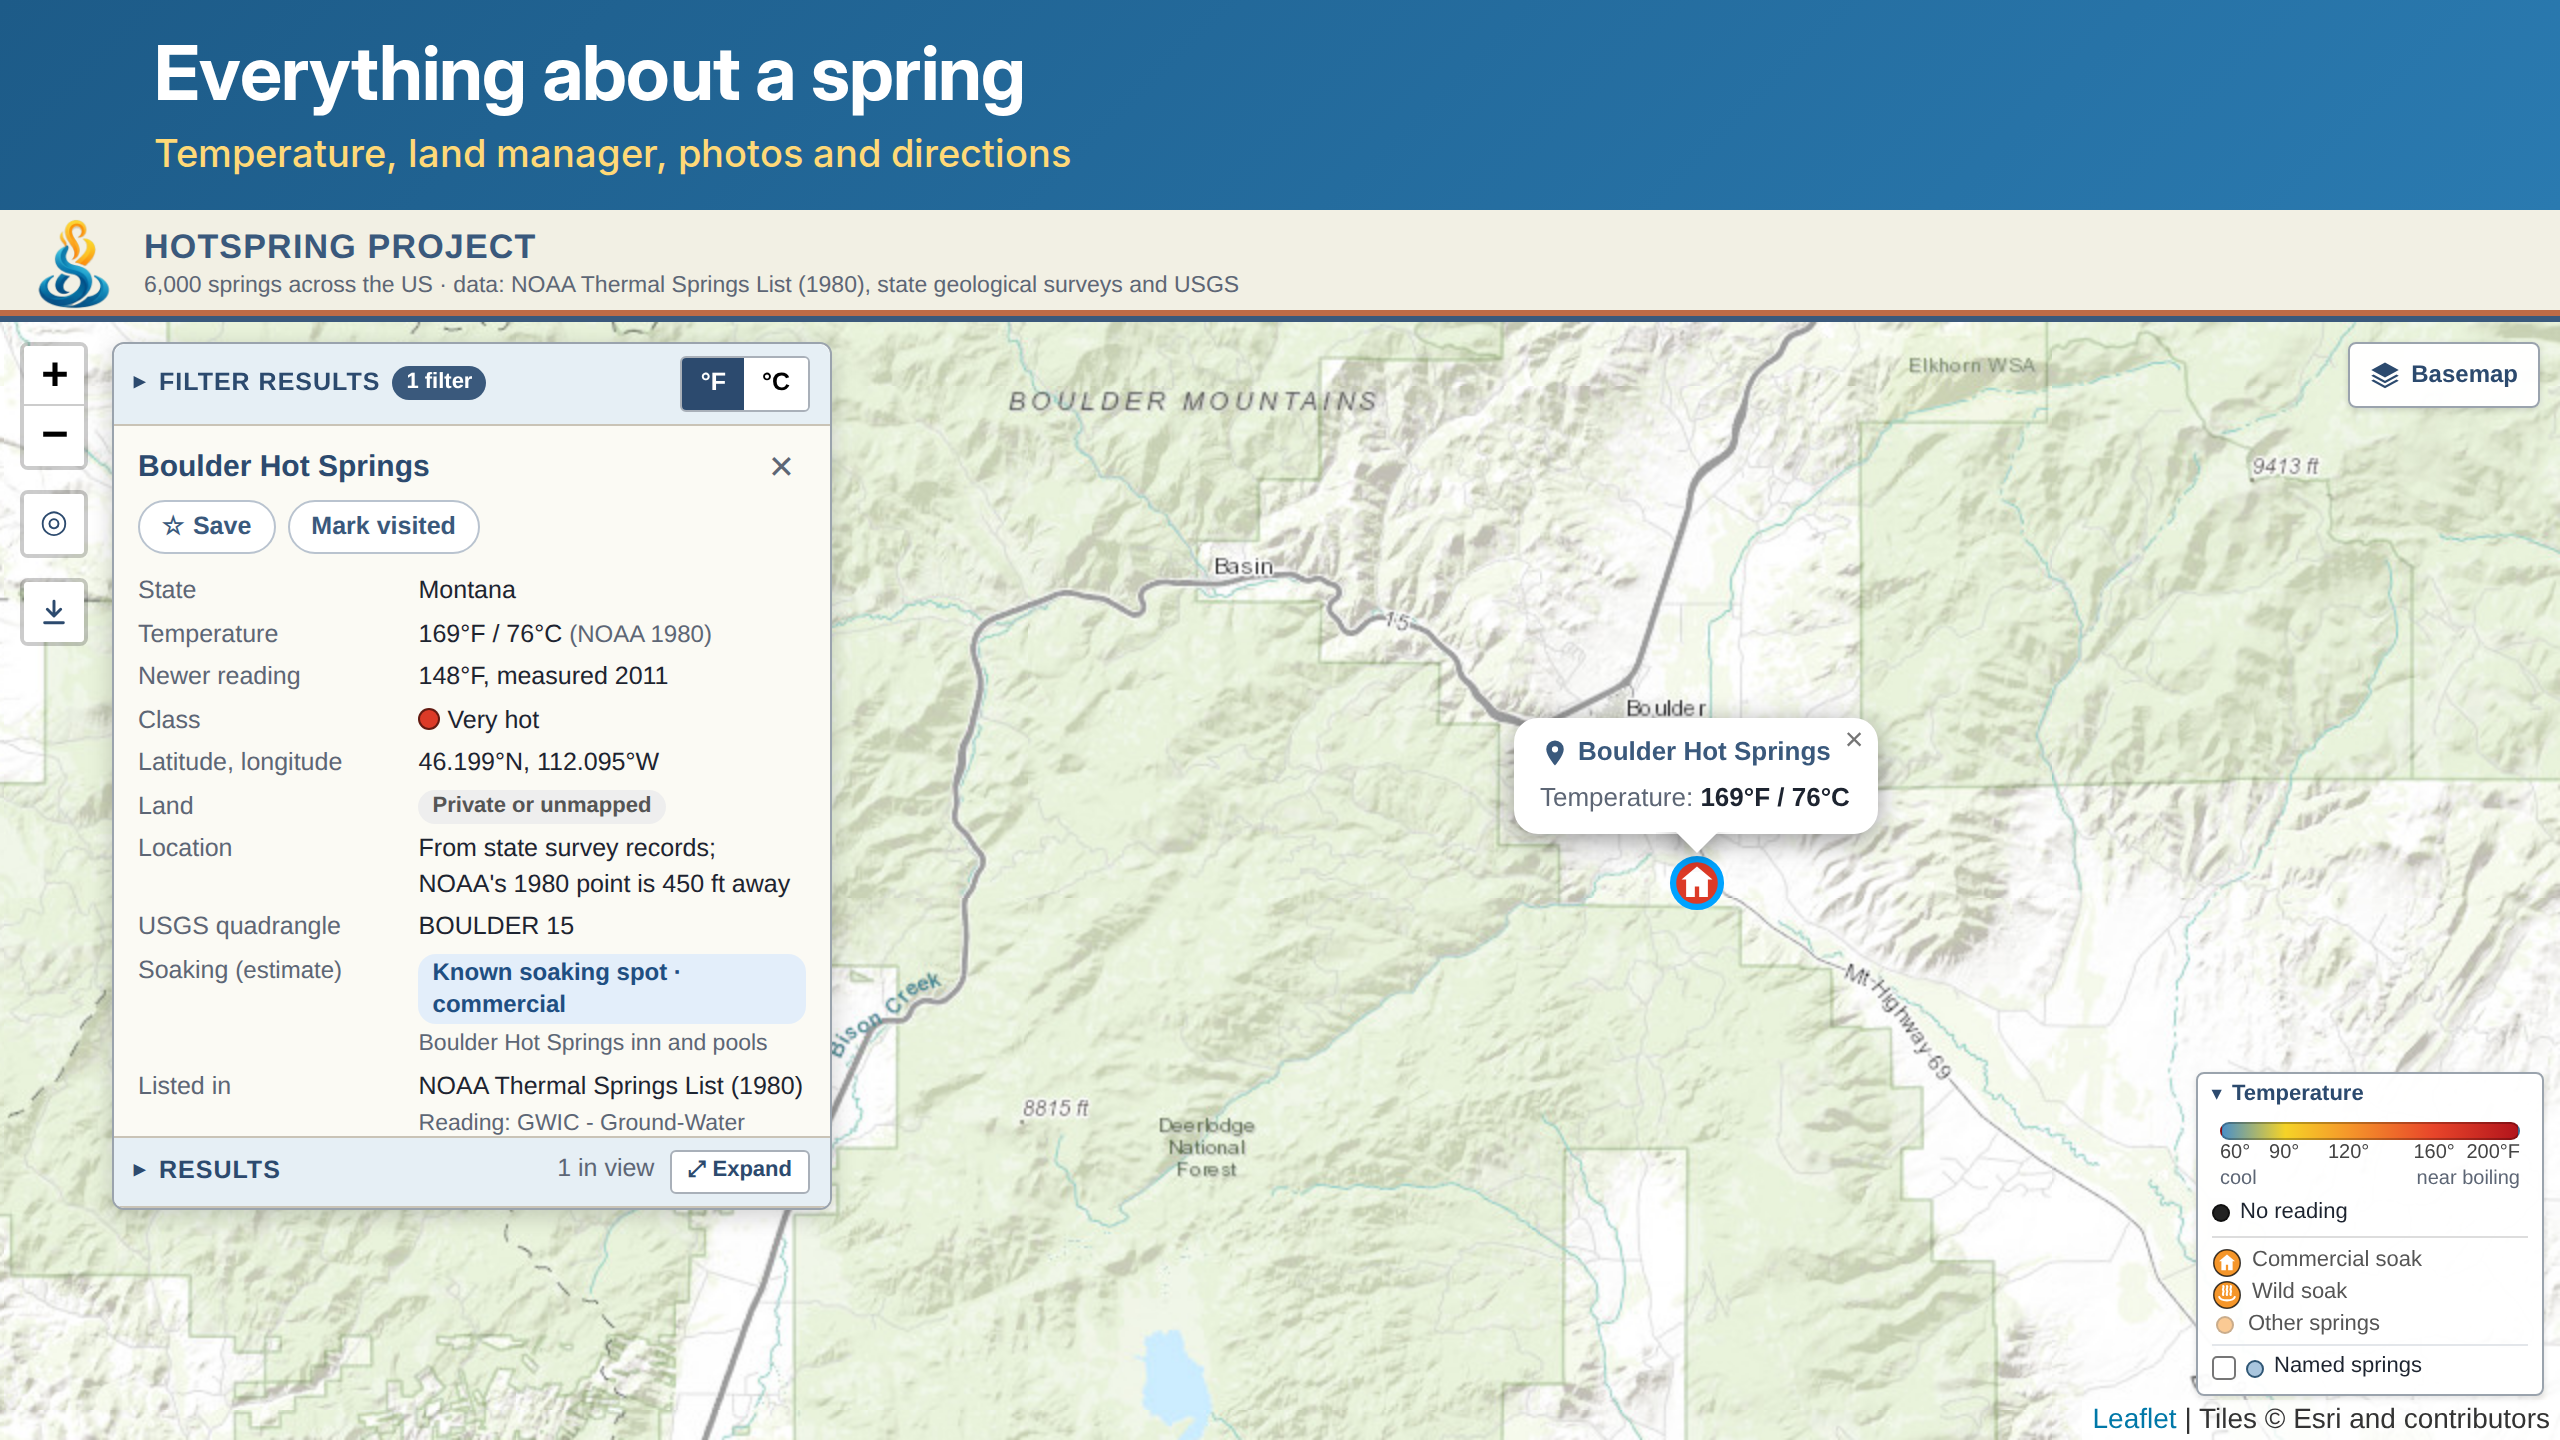 Everything about a spring
Temperature, land manager, photos and directions
HOTSPRING PROJECT
6,000 springs across the US · data: NOAA Thermal Springs List (1980), state geological surveys and USGS
+
−
▸ FILTER RESULTS 1 filter °F °C
Boulder Hot Springs ✕
☆ Save Mark visited
State Montana
Temperature 169°F / 76°C (NOAA 1980)
Newer reading 148°F, measured 2011
Class Very hot
Latitude, longitude 46.199°N, 112.095°W
Land Private or unmapped
Location From state survey records;
NOAA's 1980 point is 450 ft away
USGS quadrangle BOULDER 15
Soaking (estimate) Known soaking spot ·
commercial
Boulder Hot Springs inn and pools
Listed in NOAA Thermal Springs List (1980)
Reading: GWIC - Ground-Water
▸ RESULTS 1 in view Expand
BOULDER MOUNTAINS
Elkhorn WSA
Basemap
9413 ft
Basin
15
Boulder
Boulder Hot Springs ✕
Temperature: 169°F / 76°C
Bison Creek
Mt-Highway-69
8815 ft
Deerlodge
National
Forest
▾ Temperature
60° 90° 120° 160° 200°F
cool near boiling
No reading
Commercial soak
Wild soak
Other springs
Named springs
Leaflet | Tiles © Esri and contributors